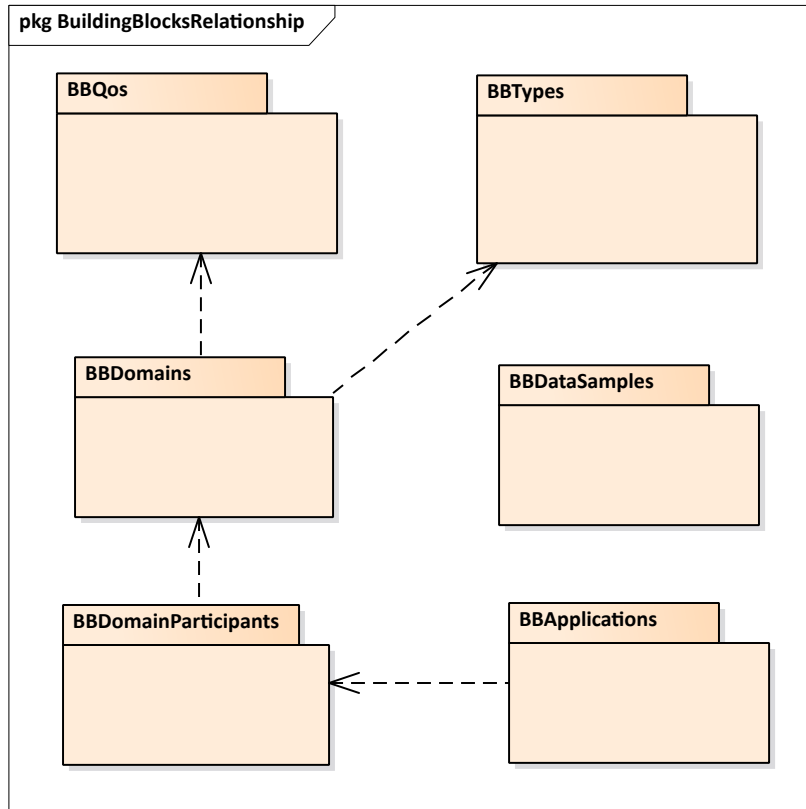 pkg BuildingBlocksRelationship
BBQos
BBTypes
BBDomains
BBDataSamples
BBDomainParticipants
BBApplications